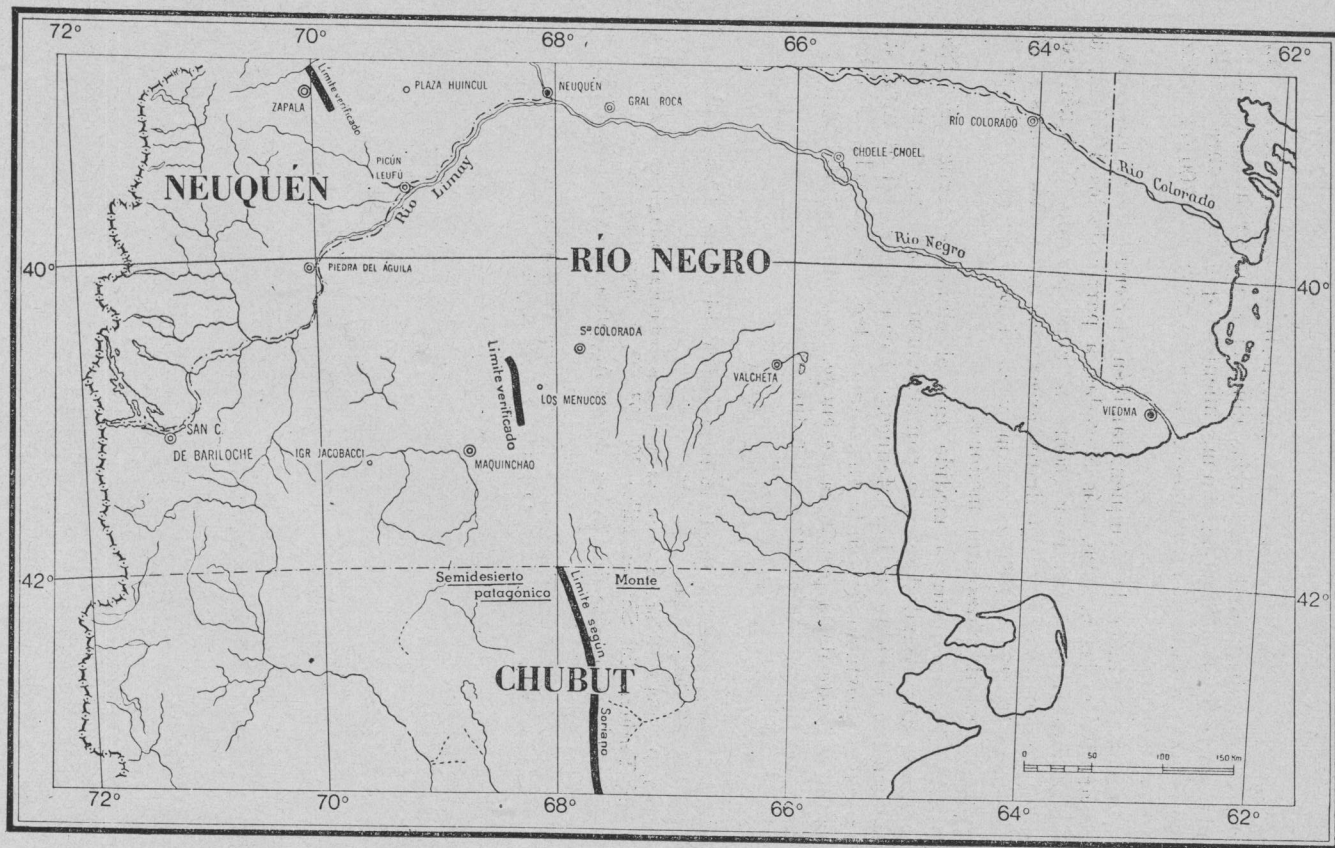 72° 70° 68° 66° 64° 62°
ZAPALA
Límite verificado
PLAZA HUINCUL
NEUQUÉN
GRAL ROCA
RÍO COLORADO
CHOELE-CHOEL
Río Colorado
PICÚN
LEUFÚ
NEUQUÉN
Río Limay
Río Negro
40°
PIEDRA DEL ÁGUILA
RÍO NEGRO
40°
Sª COLORADA
Límite verificado
LOS MENUCOS
VALCHETA
VIEDMA
SAN C.
DE BARILOCHE
IGR JACOBACCI
MAQUINCHAO
42°
Semidesierto
patagónico
Monte
42°
Límite según Soriano
CHUBUT
0 50 100 150 Km
72° 70° 68° 66° 64° 62°